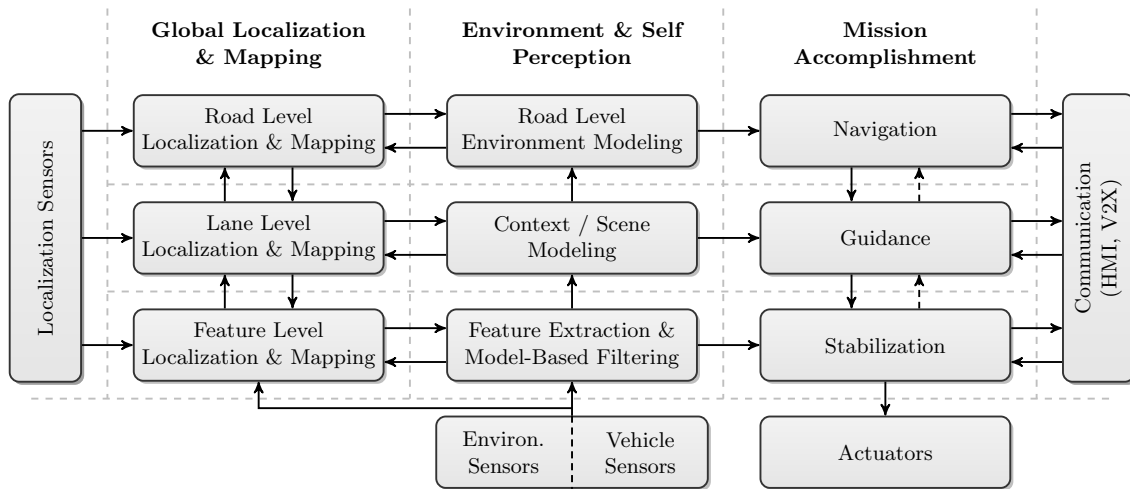 Global Localization
& Mapping
Environment & Self
Perception
Mission
Accomplishment
Localization Sensors
Road Level
Localization & Mapping
Road Level
Environment Modeling
Navigation
Lane Level
Localization & Mapping
Context / Scene
Modeling
Guidance
Feature Level
Localization & Mapping
Feature Extraction &
Model-Based Filtering
Stabilization
Communication
(HMI, V2X)
Environ.
Sensors
Vehicle
Sensors
Actuators